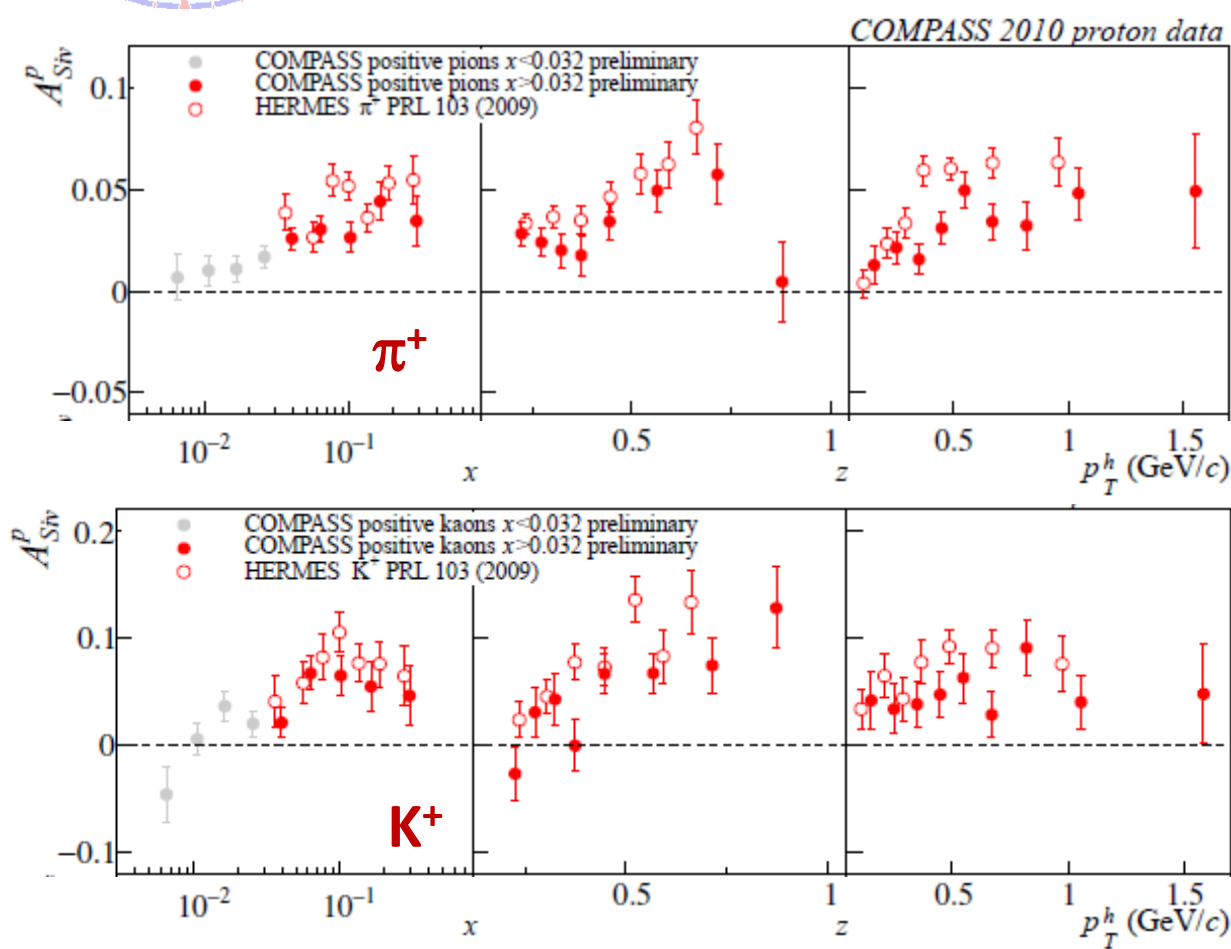 COMPASS 2010 proton data
A^p_Siv
COMPASS positive pions x<0.032 preliminary
COMPASS positive pions x>0.032 preliminary
HERMES π⁺ PRL 103 (2009)
0.1
0.05
0
−0.05
π⁺
10⁻² 10⁻¹ 0.5 1 0.5 1 1.5
x z p_T^h (GeV/c)
A^p_Siv
COMPASS positive kaons x<0.032 preliminary
COMPASS positive kaons x>0.032 preliminary
HERMES K⁺ PRL 103 (2009)
0.2
0.1
0
−0.1
K⁺
10⁻² 10⁻¹ 0.5 1 0.5 1 1.5
x z p_T^h (GeV/c)